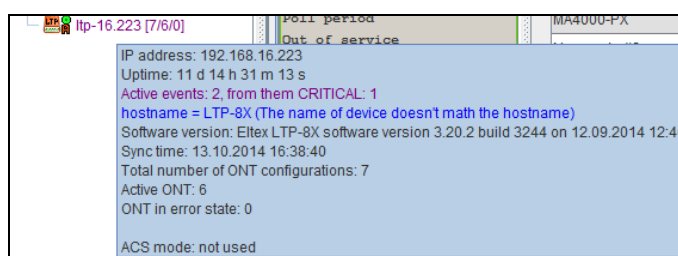 LTP ltp-16.223 [7/6/0]
Poll period
MA4000-PX
Out of service
IP address: 192.168.16.223
Uptime: 11 d 14 h 31 m 13 s
Active events: 2, from them CRITICAL: 1
hostname = LTP-8X (The name of device doesn't math the hostname)
Software version: Eltex LTP-8X software version 3.20.2 build 3244 on 12.09.2014 12:4
Sync time: 13.10.2014 16:38:40
Total number of ONT configurations: 7
Active ONT: 6
ONT in error state: 0
ACS mode: not used